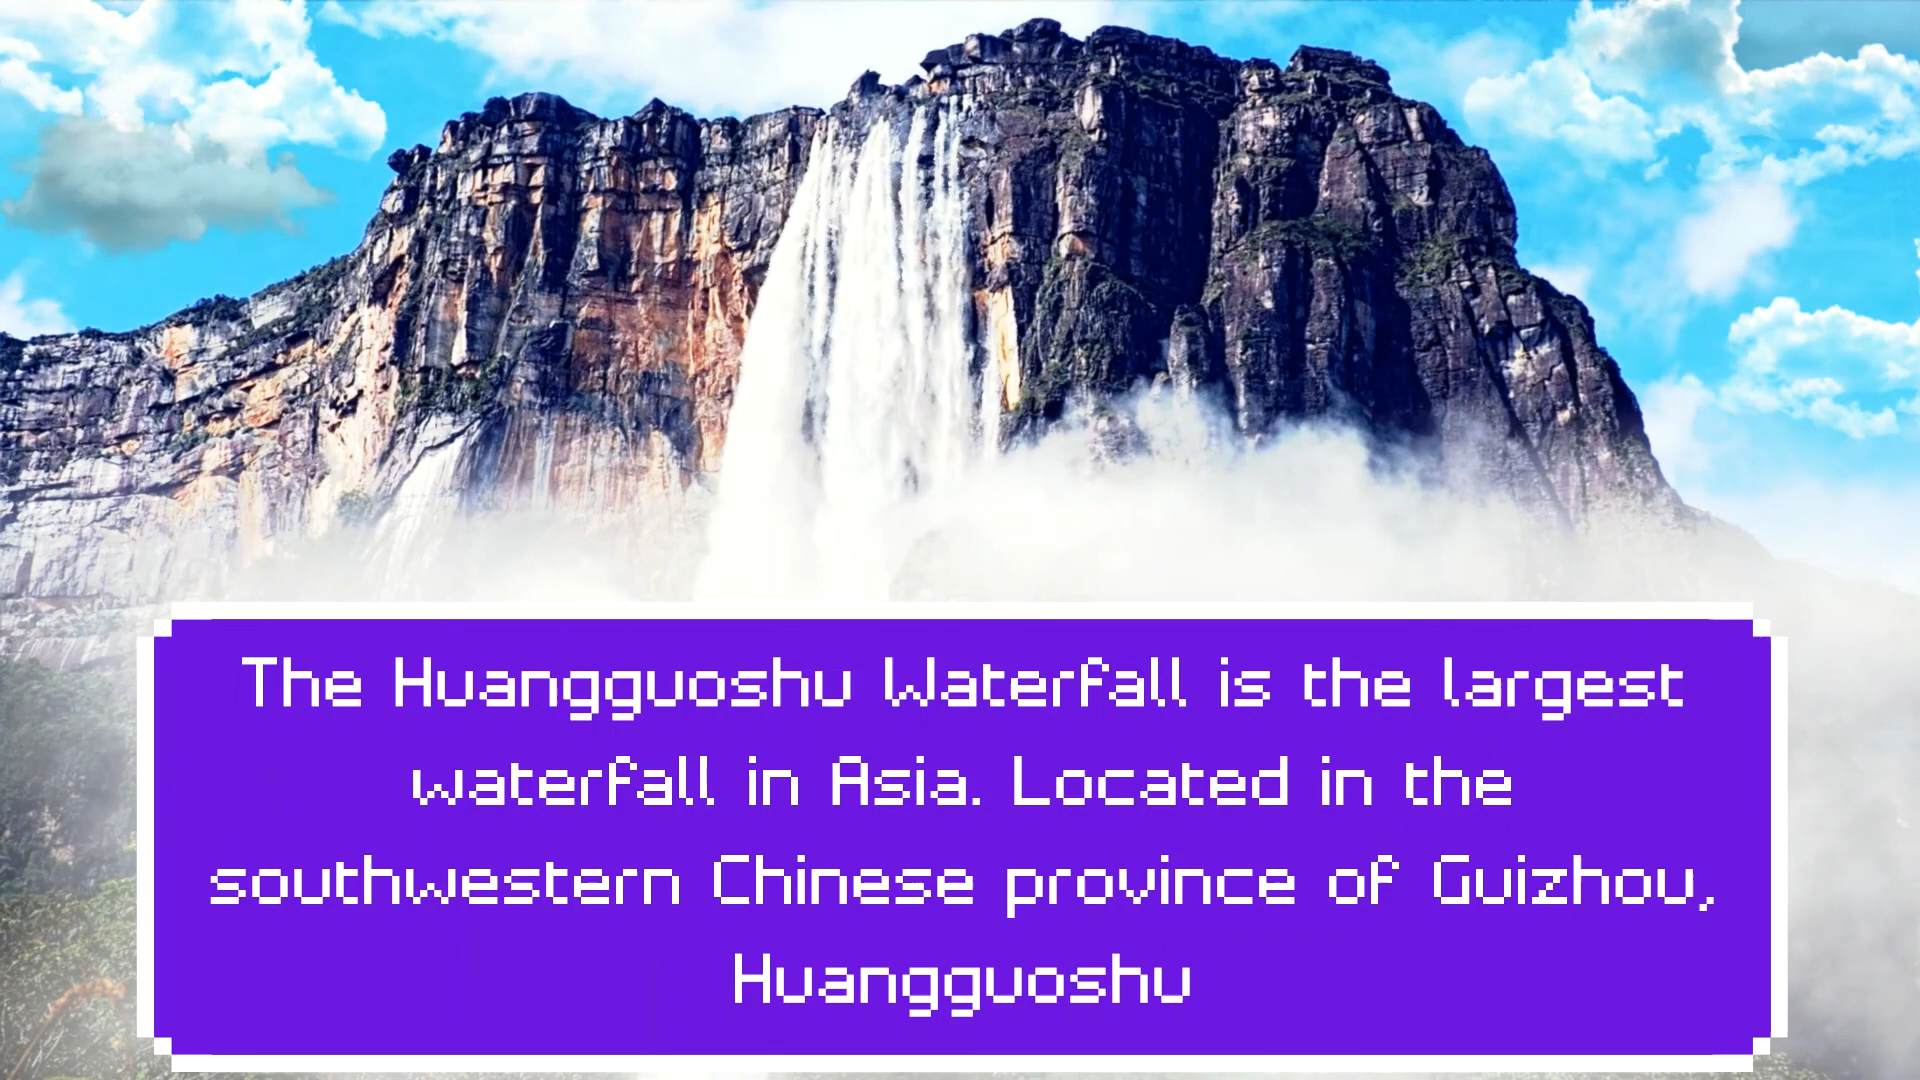 The Huangguoshu Waterfall is the largest
waterfall in Asia. Located in the
southwestern Chinese province of Guizhou,
Huangguoshu